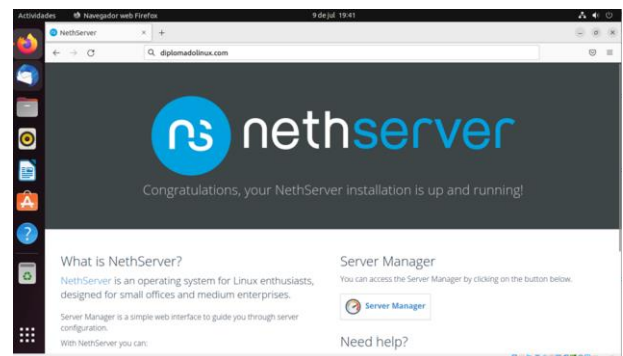 Actividades
Navegador web Firefox
9 de jul 19:41
NethServer
diplomadolinux.com
ns nethserver
Congratulations, your NethServer installation is up and running!
What is NethServer?
NethServer is an operating system for Linux enthusiasts,
designed for small offices and medium enterprises.
Server Manager is a simple web interface to guide you through server
configuration.
With NethServer you can:
Server Manager
You can access the Server Manager by clicking on the button below.
Server Manager
Need help?